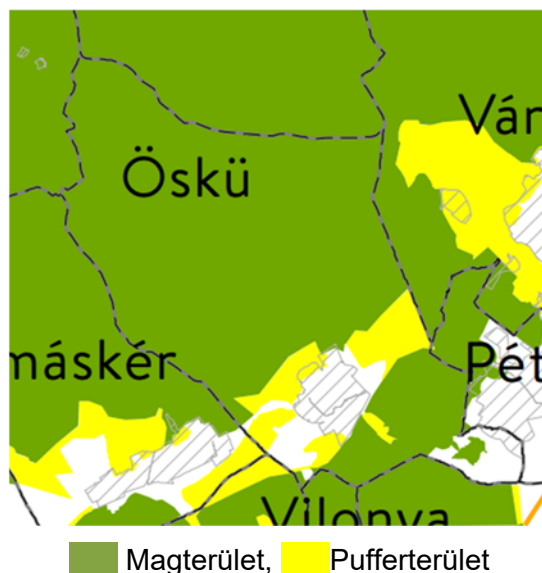 Vár
Öskü
máskér
Pét
Vilonya
Magterület, Pufferterület